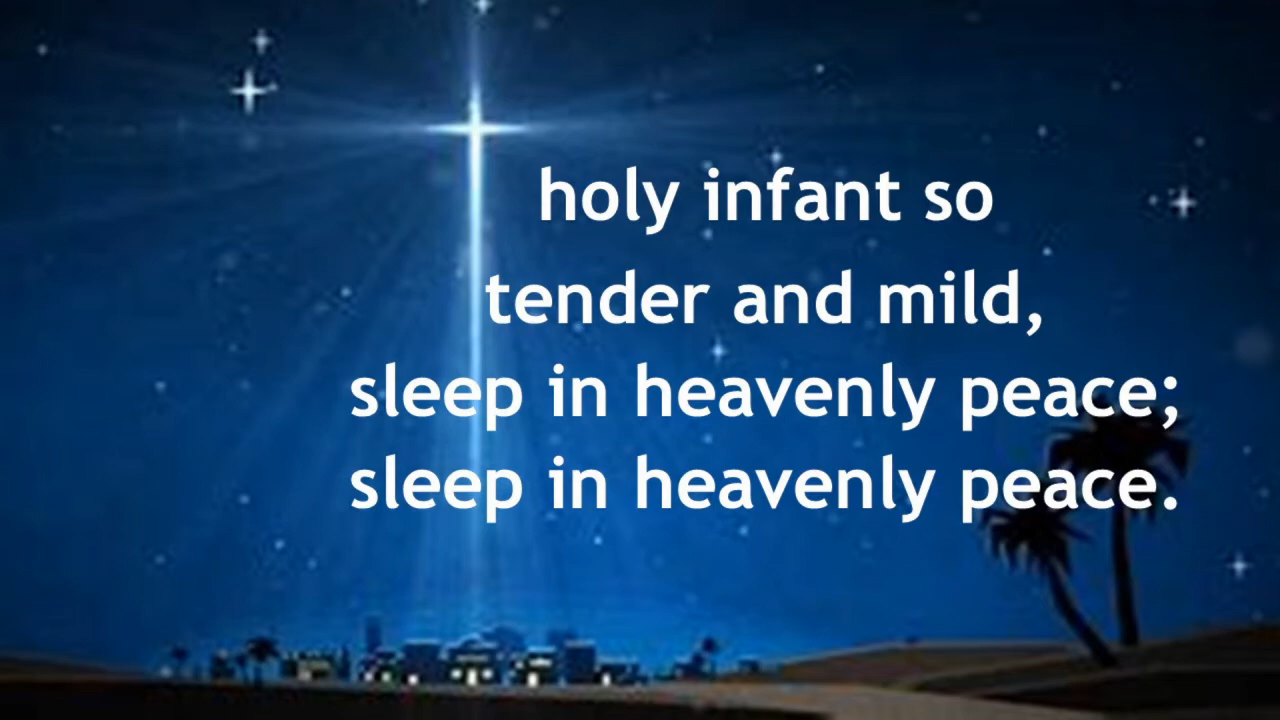 holy infant so
tender and mild,
sleep in heavenly peace;
sleep in heavenly peace.